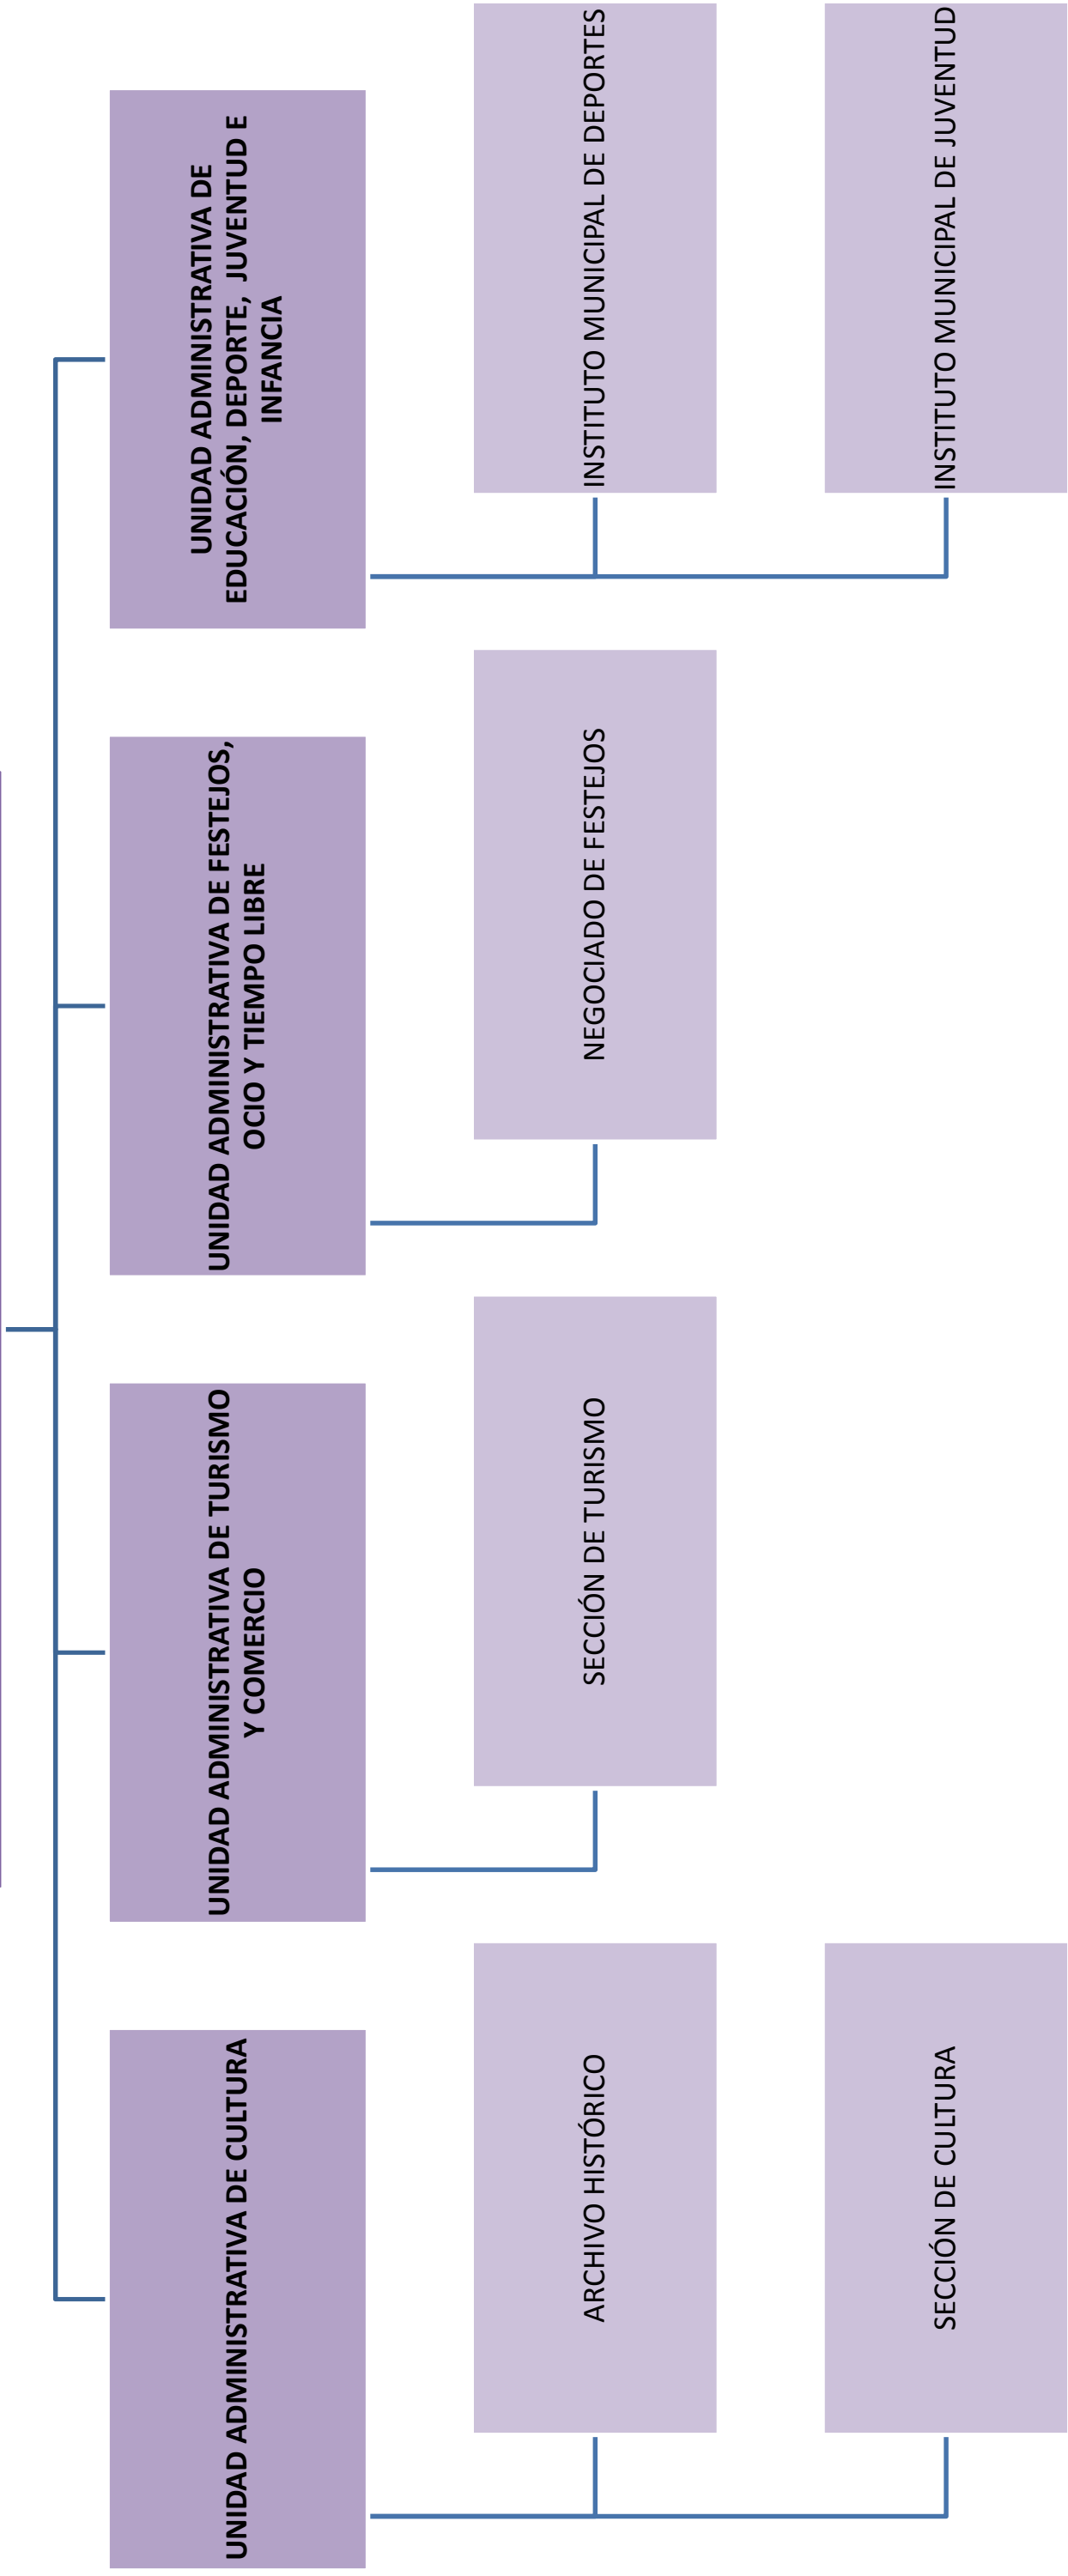 UNIDAD ADMINISTRATIVA DE CULTURA
ARCHIVO HISTÓRICO
SECCIÓN DE CULTURA
UNIDAD ADMINISTRATIVA DE TURISMO
Y COMERCIO
SECCIÓN DE TURISMO
UNIDAD ADMINISTRATIVA DE FESTEJOS,
OCIO Y TIEMPO LIBRE
NEGOCIADO DE FESTEJOS
UNIDAD ADMINISTRATIVA DE
EDUCACIÓN, DEPORTE, JUVENTUD E
INFANCIA
INSTITUTO MUNICIPAL DE DEPORTES
INSTITUTO MUNICIPAL DE JUVENTUD